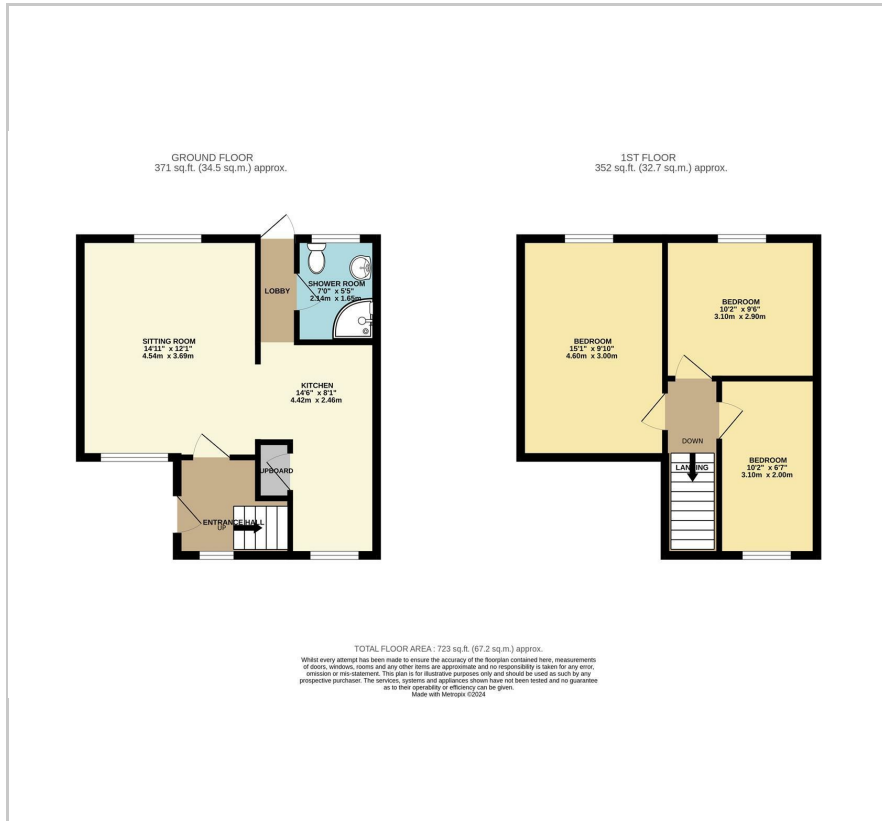 GROUND FLOOR
371 sq.ft. (34.5 sq.m.) approx.
1ST FLOOR
352 sq.ft. (32.7 sq.m.) approx.
LOBBY
SHOWER ROOM
7'0" x 5'5"
2.14m x 1.65m
SITTING ROOM
14'11" x 12'1"
4.54m x 3.69m
KITCHEN
14'6" x 8'1"
4.42m x 2.46m
UPBOARD
ENTRANCE HALL
UP
BEDROOM
15'1" x 9'10"
4.60m x 3.00m
BEDROOM
10'2" x 9'6"
3.10m x 2.90m
DOWN
LANDING
BEDROOM
10'2" x 6'7"
3.10m x 2.00m
TOTAL FLOOR AREA : 723 sq.ft. (67.2 sq.m.) approx.
Whilst every attempt has been made to ensure the accuracy of the floorplan contained here, measurements
of doors, windows, rooms and any other items are approximate and no responsibility is taken for any error,
omission or mis-statement. This plan is for illustrative purposes only and should be used as such by any
prospective purchaser. The services, systems and appliances shown have not been tested and no guarantee
as to their operability or efficiency can be given.
Made with Metropix ©2024